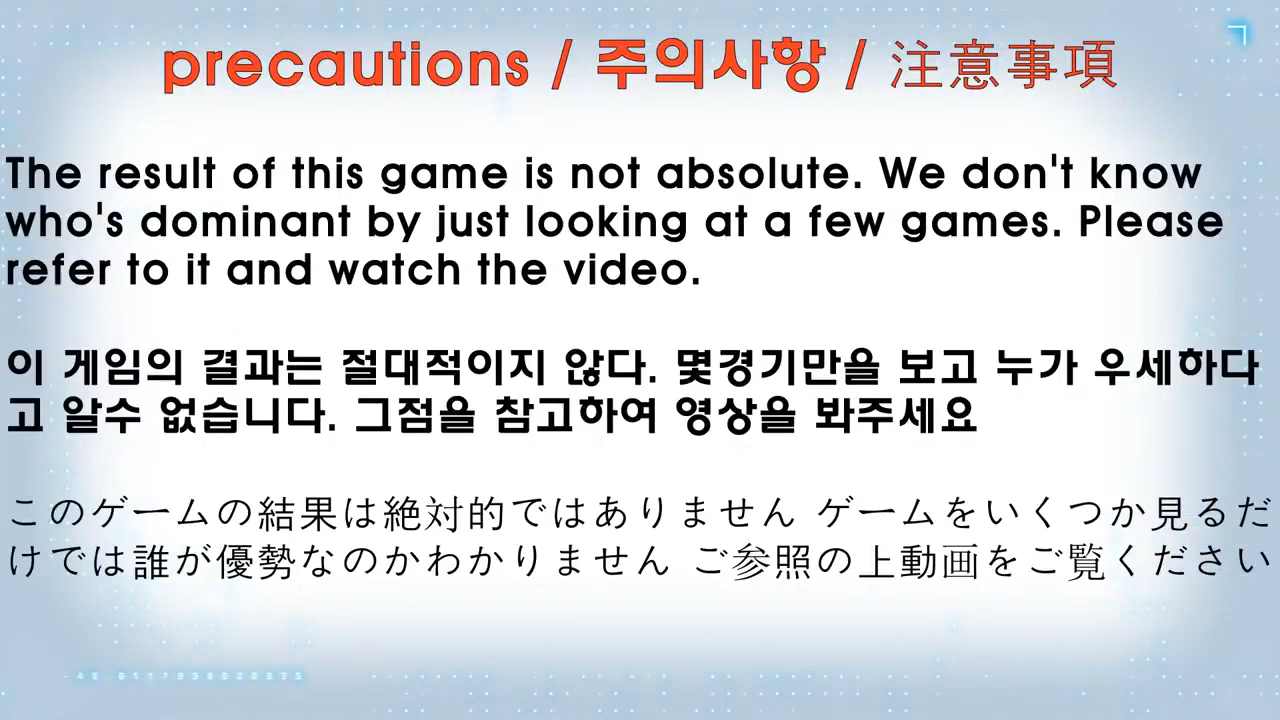 precautions / 주의사항 / 注意事項
The result of this game is not absolute. We don't know
who's dominant by just looking at a few games. Please
refer to it and watch the video.
이 게임의 결과는 절대적이지 않다. 몇경기만을 보고 누가 우세하다
고 알수 없습니다. 그점을 참고하여 영상을 봐주세요
このゲームの結果は絶対的ではありません ゲームをいくつか見るだ
けでは誰が優勢なのかわかりません ご参照の上動画をご覧ください